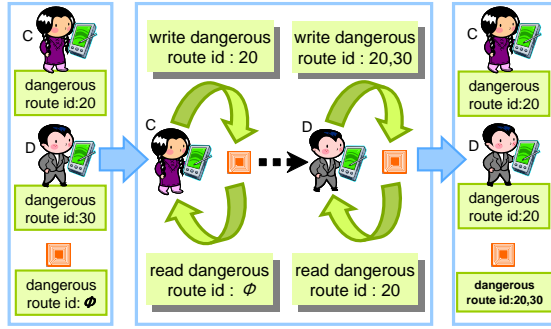 C
dangerous
route id:20
D
dangerous
route id:30
dangerous
route id: Φ
write dangerous
route id : 20
write dangerous
route id : 20,30
C
D
read dangerous
route id : Φ
read dangerous
route id : 20
C
dangerous
route id:20
D
dangerous
route id:20
dangerous
route id:20,30